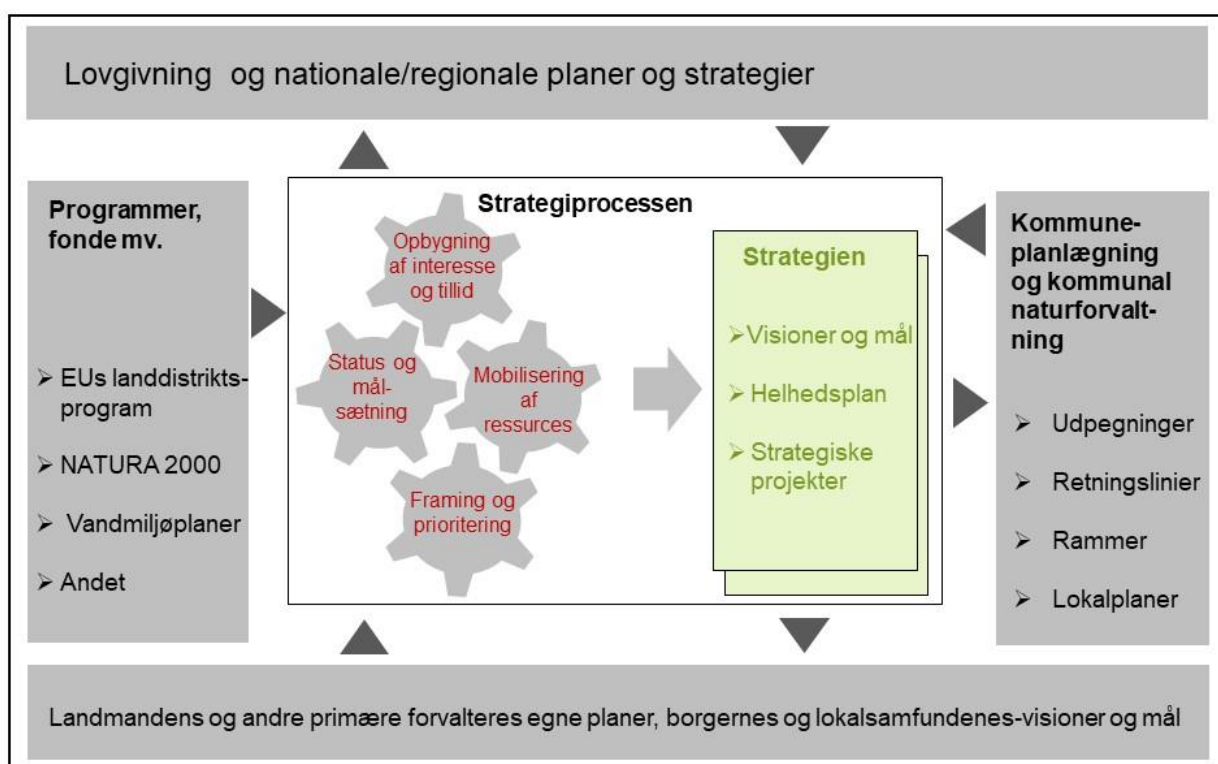 Lovgivning og nationale/regionale planer og strategier
Programmer,
fonde mv.
➢ EUs landdistrikts-
program
➢ NATURA 2000
➢ Vandmiljøplaner
➢ Andet
Strategiprocessen
Opbygning
af interesse
og tillid
Status og
mål-
sætning
Mobilisering
af
ressurces
Framing og
prioritering
Strategien
➢ Visioner og mål
➢ Helhedsplan
➢ Strategiske
projekter
Kommune-
planlægning
og kommunal
naturforvalt-
ning
➢ Udpegninger
➢ Retningslinier
➢ Rammer
➢ Lokalplaner
Landmandens og andre primære forvalteres egne planer, borgernes og lokalsamfundenes-visioner og mål